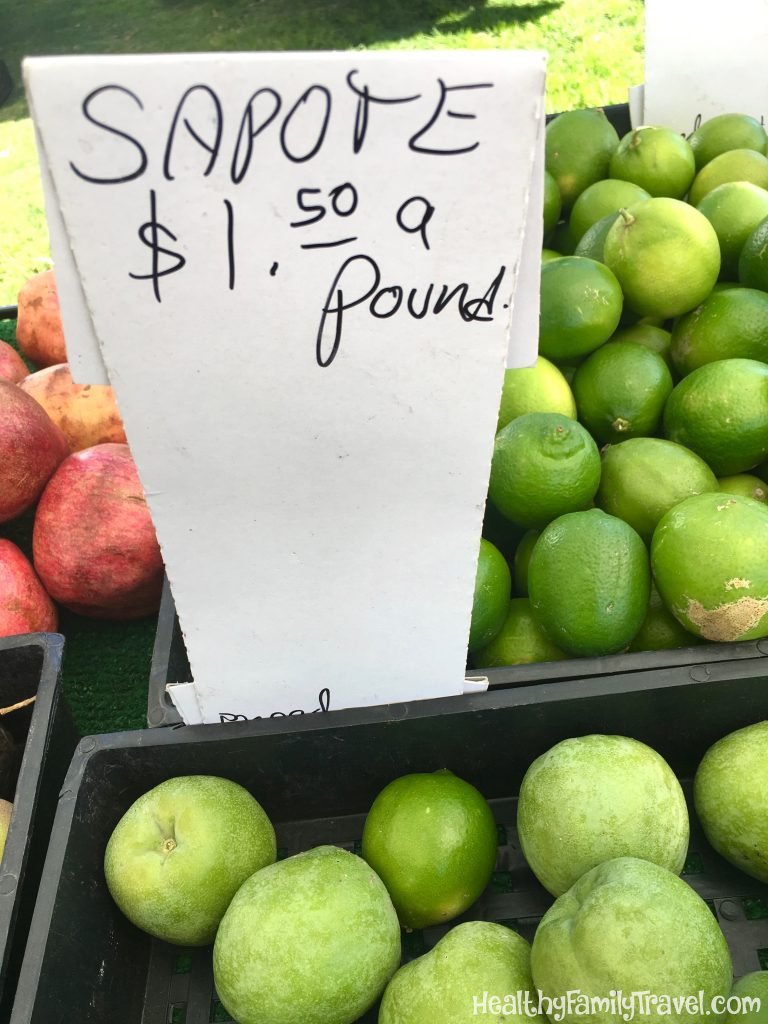 SAPOTE
$1.50 a
Pound.
HealthyFamilyTravel.com